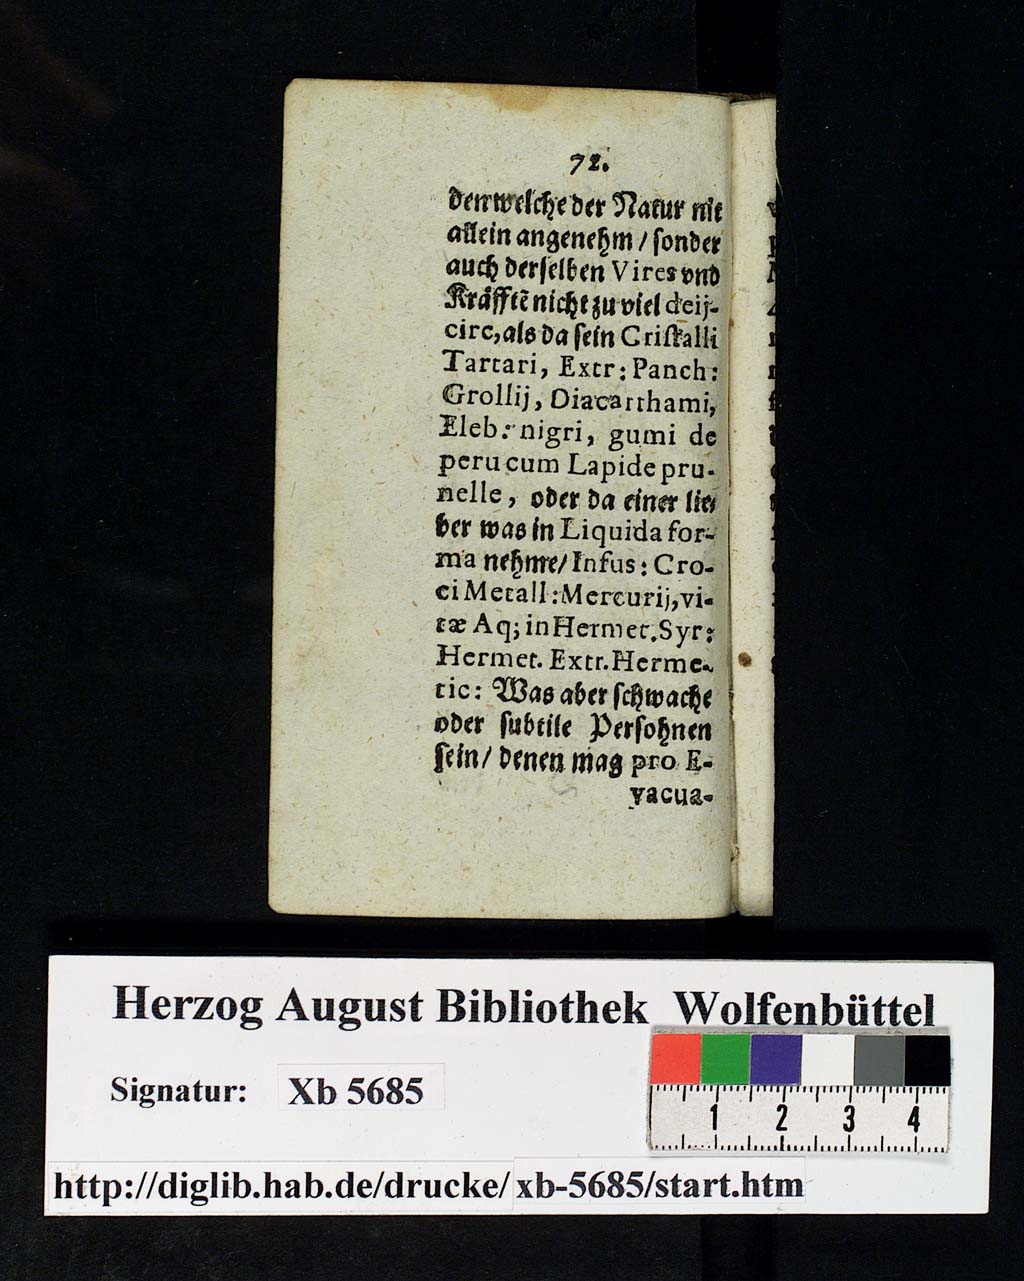 72.
den welche der Natur nit
allein angenehm / sonder
auch derselben Vires vnd
Kräfftẽ nicht zu viel deij-
circ, als da sein Cristalli
Tartari, Extr: Panch:
Grollij, Diacarthami,
Eleb: nigri, gumi de
peru cum Lapide pru-
nelle, oder da einer lie-
ber was in Liquida for-
ma nehme / Infus: Cro-
ci Metall: Mercurij, vi-
tæ Aq; in Hermet. Syr:
Hermet. Extr. Herme-
tic: Was aber schwache
oder subtile Persohnen
sein / denen mag pro E-
vacua-
Herzog August Bibliothek Wolfenbüttel
Signatur: Xb 5685
1 2 3 4
http://diglib.hab.de/drucke/xb-5685/start.htm